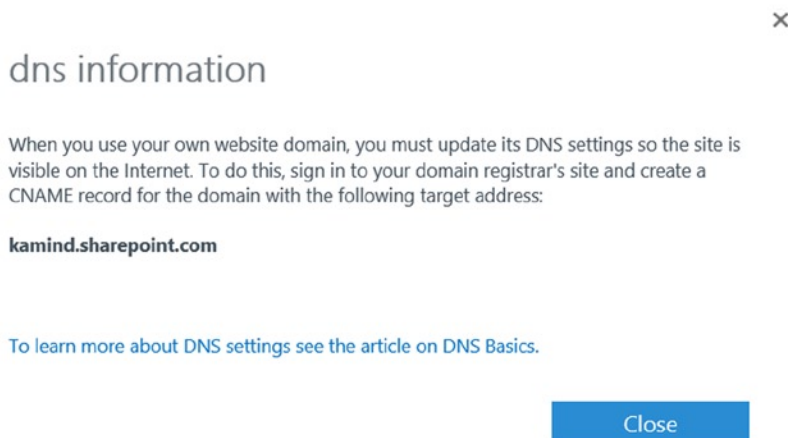 dns information
When you use your own website domain, you must update its DNS settings so the site is
visible on the Internet. To do this, sign in to your domain registrar's site and create a
CNAME record for the domain with the following target address:
kamind.sharepoint.com
To learn more about DNS settings see the article on DNS Basics.
Close